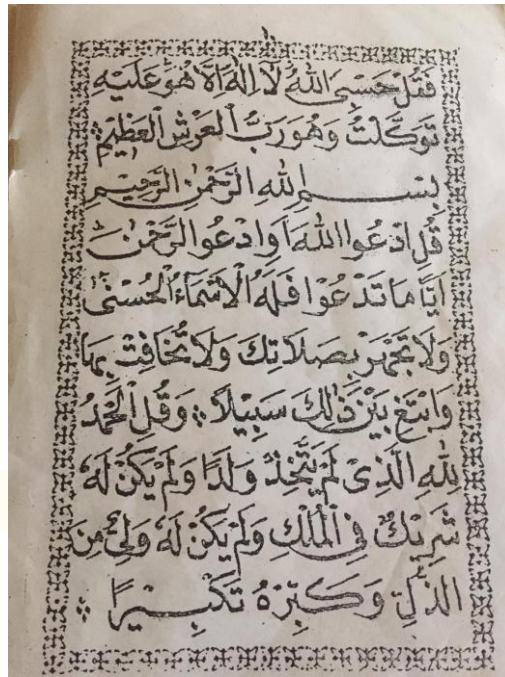 فَقُلْ حَسْبِيَ اللّٰهُ لَآ اِلٰهَ اِلَّا هُوَ عَلَيْهِ
تَوَكَّلْتُ وَهُوَ رَبُّ الْعَرْشِ الْعَظِيْمِ
بِسْمِ اللّٰهِ الرَّحْمٰنِ الرَّحِيْمِ
قُلِ ادْعُوا اللّٰهَ اَوِ ادْعُوا الرَّحْمٰنَ
اَيًّا مَا تَدْعُوْا فَلَهُ الْاَسْمَآءُ الْحُسْنٰى
وَلَا تَجْهَرْ بِصَلَاتِكَ وَلَا تُخَافِتْ بِهَا
وَابْتَغِ بَيْنَ ذٰلِكَ سَبِيْلًا ؞ وَقُلِ الْحَمْدُ
لِلّٰهِ الَّذِيْ لَمْ يَتَّخِذْ وَلَدًا وَلَمْ يَكُنْ لَهٗ
شَرِيْكٌ فِي الْمُلْكِ وَلَمْ يَكُنْ لَهٗ وَلِيٌّ مِنَ
الذُّلِّ وَكَبِّرْهُ تَكْبِيْرًا ؞